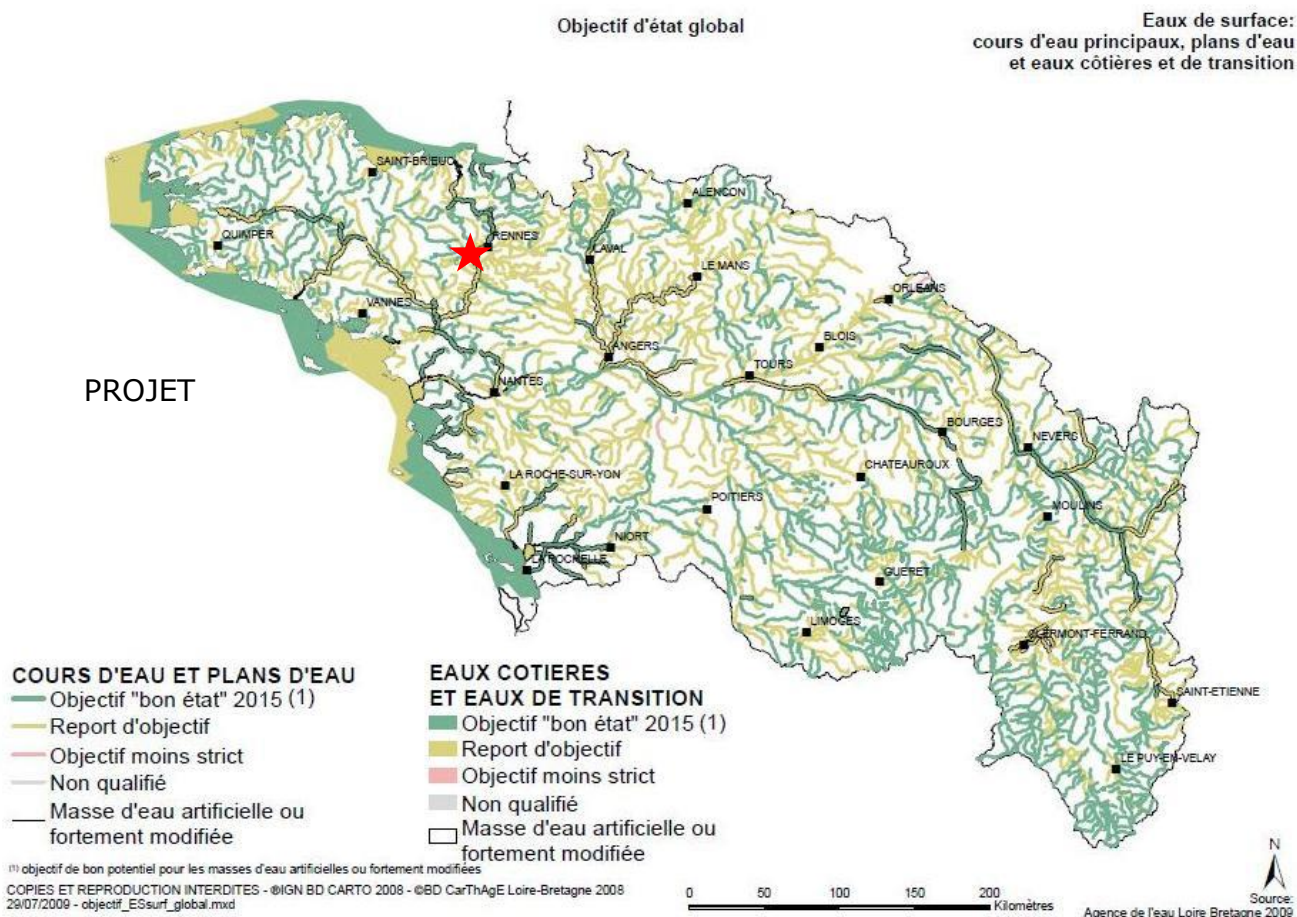 Objectif d'état global
Eaux de surface:
cours d'eau principaux, plans d'eau
et eaux côtières et de transition
SAINT-BRIEUC
ALENCON
QUIMPER
RENNES
LAVAL
LE MANS
ORLEANS
VANNES
BLOIS
ANGERS
TOURS
PROJET
NANTES
BOURGES
NEVERS
CHATEAUROUX
LA ROCHE-SUR-YON
POITIERS
MOULINS
NIORT
LA ROCHELLE
GUERET
LIMOGES
CLERMONT-FERRAND
SAINT-ETIENNE
LE PUY-EN-VELAY
COURS D'EAU ET PLANS D'EAU
Objectif "bon état" 2015 (1)
Report d'objectif
Objectif moins strict
Non qualifié
Masse d'eau artificielle ou
fortement modifiée
EAUX COTIERES
ET EAUX DE TRANSITION
Objectif "bon état" 2015 (1)
Report d'objectif
Objectif moins strict
Non qualifié
Masse d'eau artificielle ou
fortement modifiée
(1) objectif de bon potentiel pour les masses d'eau artificielles ou fortement modifiées
COPIES ET REPRODUCTION INTERDITES - ®IGN BD CARTO 2008 - ©BD CarThAgE Loire-Bretagne 2008
29/07/2009 - objectif_ESsurf_global.mxd
0 50 100 150 200
Kilomètres
N
Source:
Agence de l'eau Loire Bretagne 2009